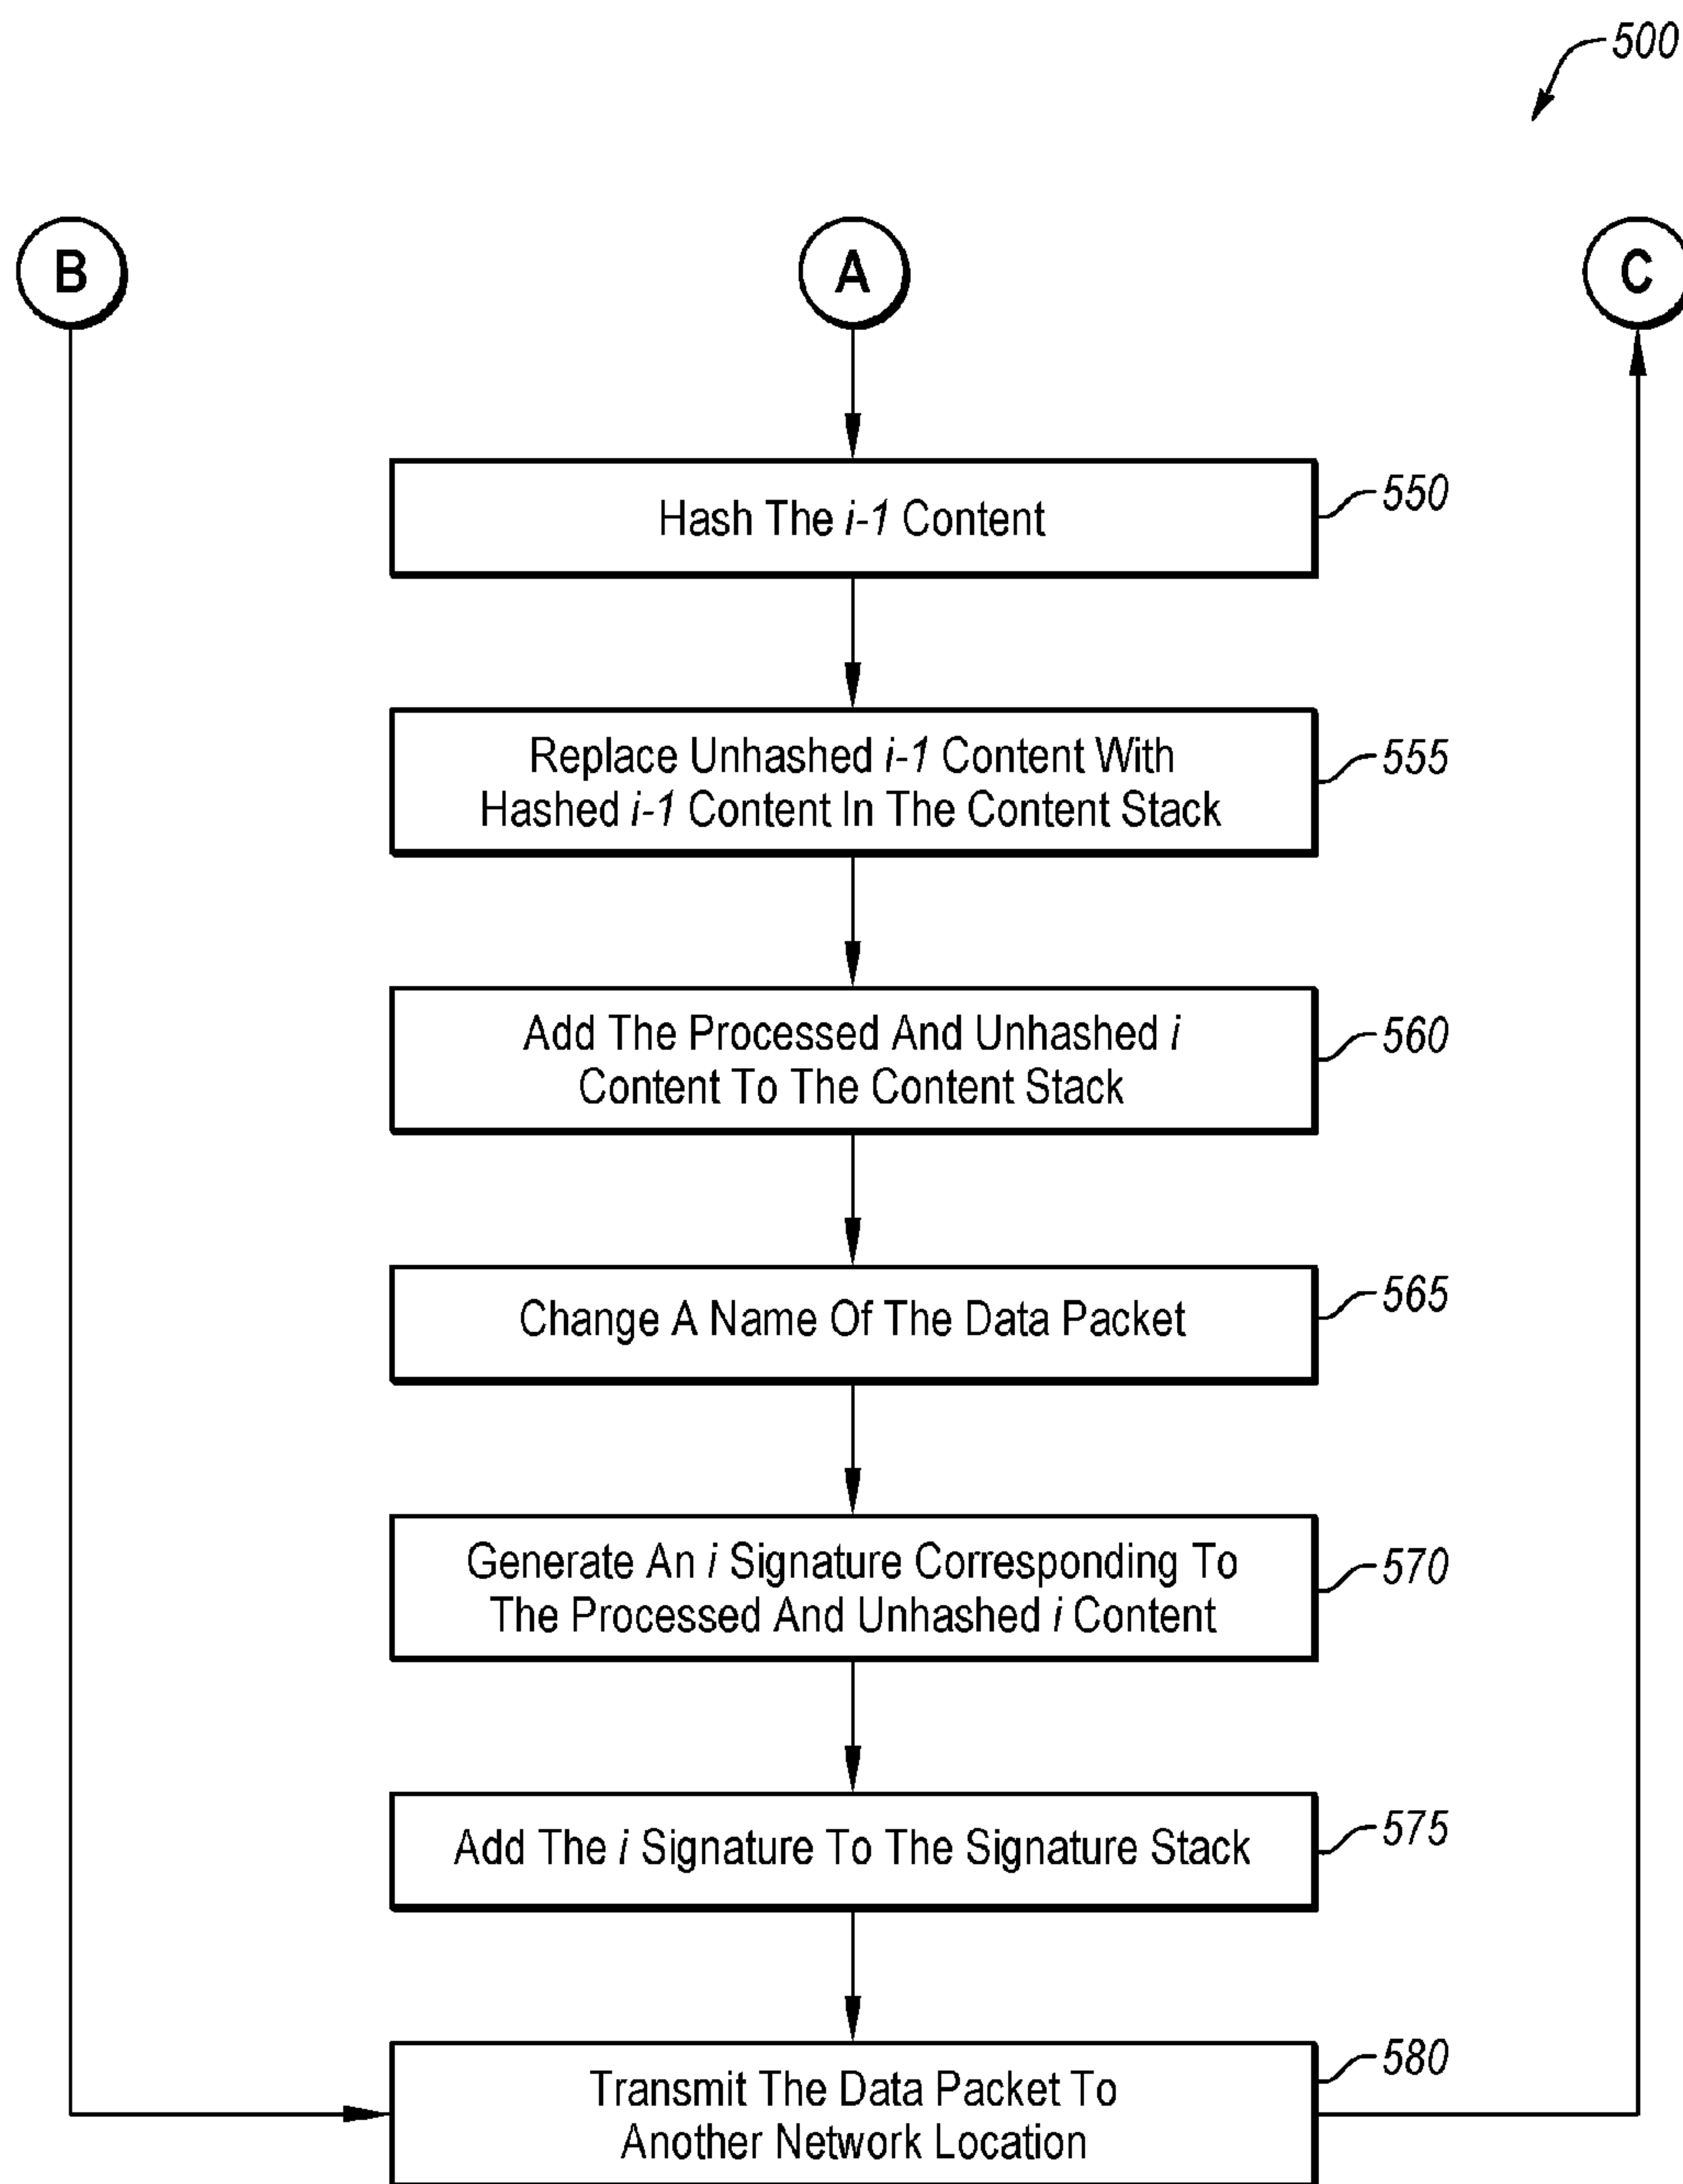 500
B
A
C
Hash The i-1 Content
550
Replace Unhashed i-1 Content With
Hashed i-1 Content In The Content Stack
555
Add The Processed And Unhashed i
Content To The Content Stack
560
Change A Name Of The Data Packet
565
Generate An i Signature Corresponding To
The Processed And Unhashed i Content
570
Add The i Signature To The Signature Stack
575
Transmit The Data Packet To
Another Network Location
580